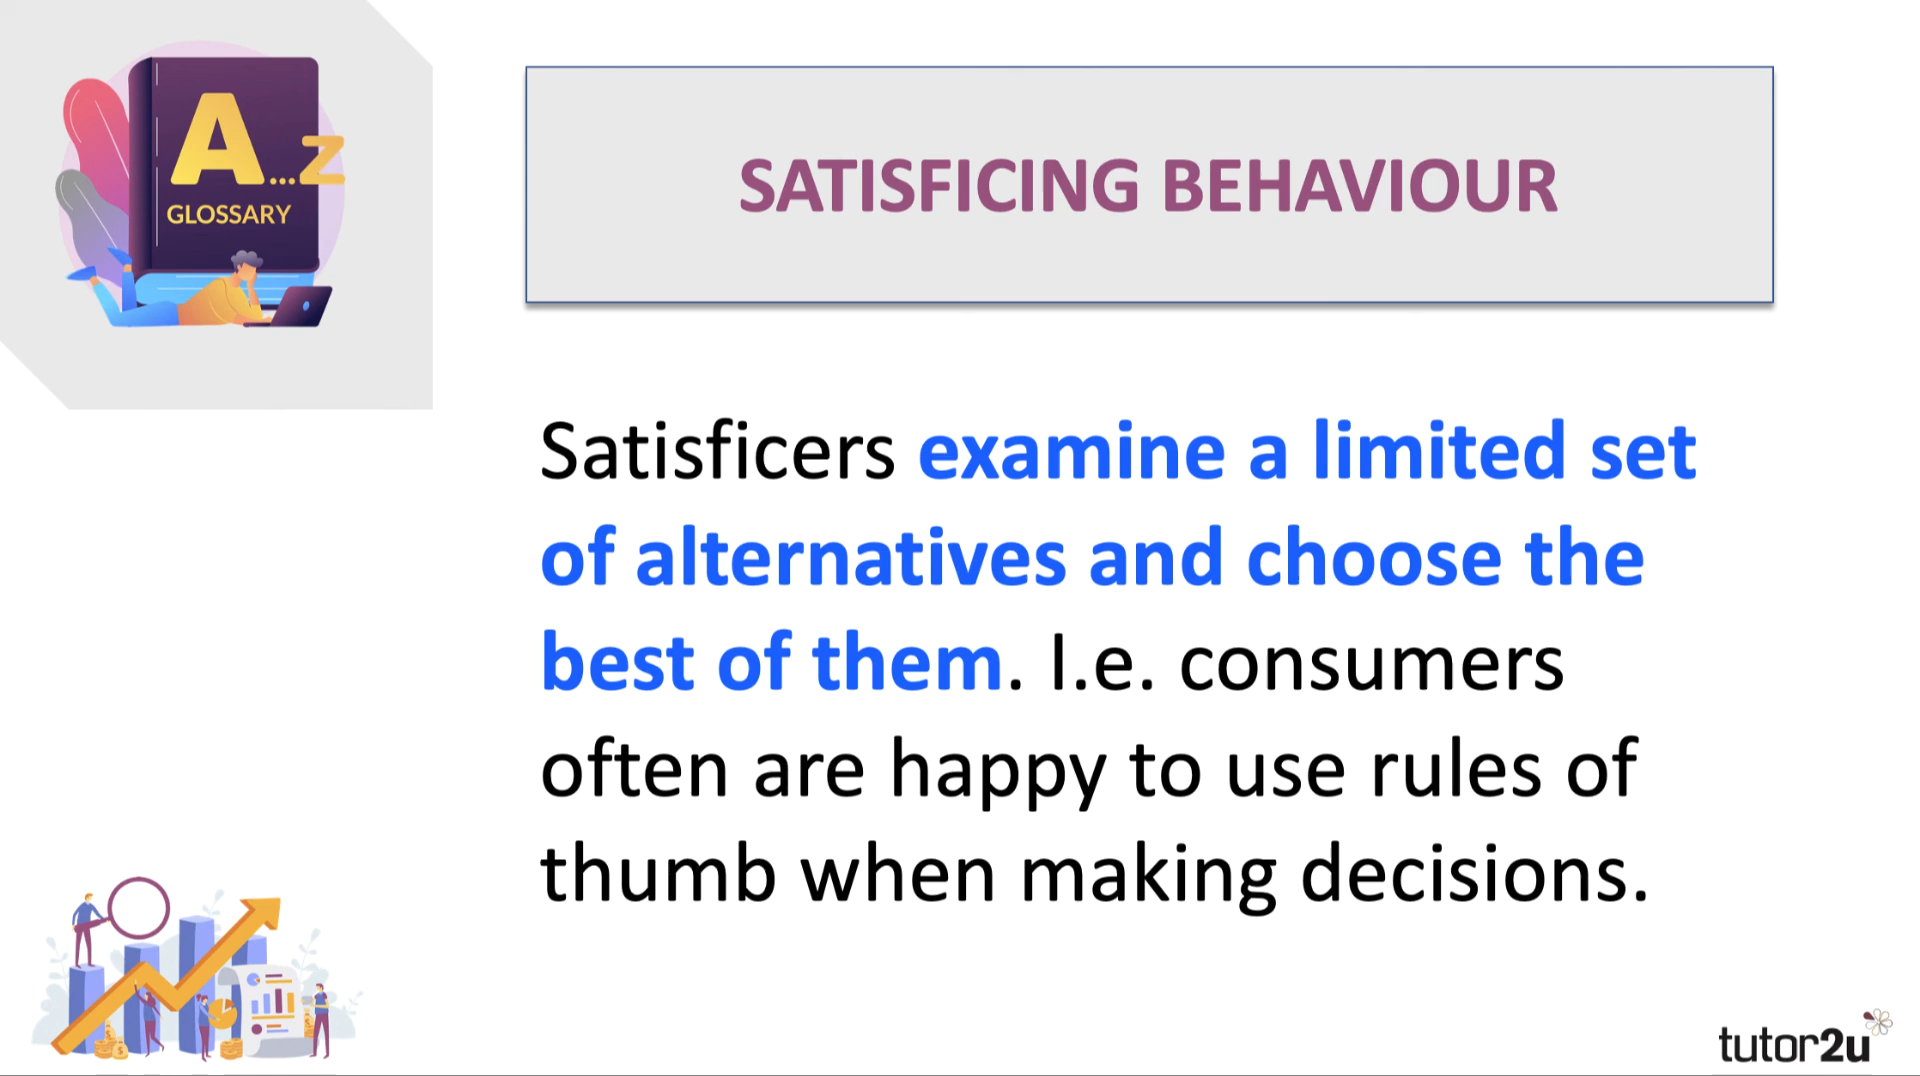 A...Z
GLOSSARY
SATISFICING BEHAVIOUR
Satisficers examine a limited set
of alternatives and choose the
best of them. I.e. consumers
often are happy to use rules of
thumb when making decisions.
tutor2u